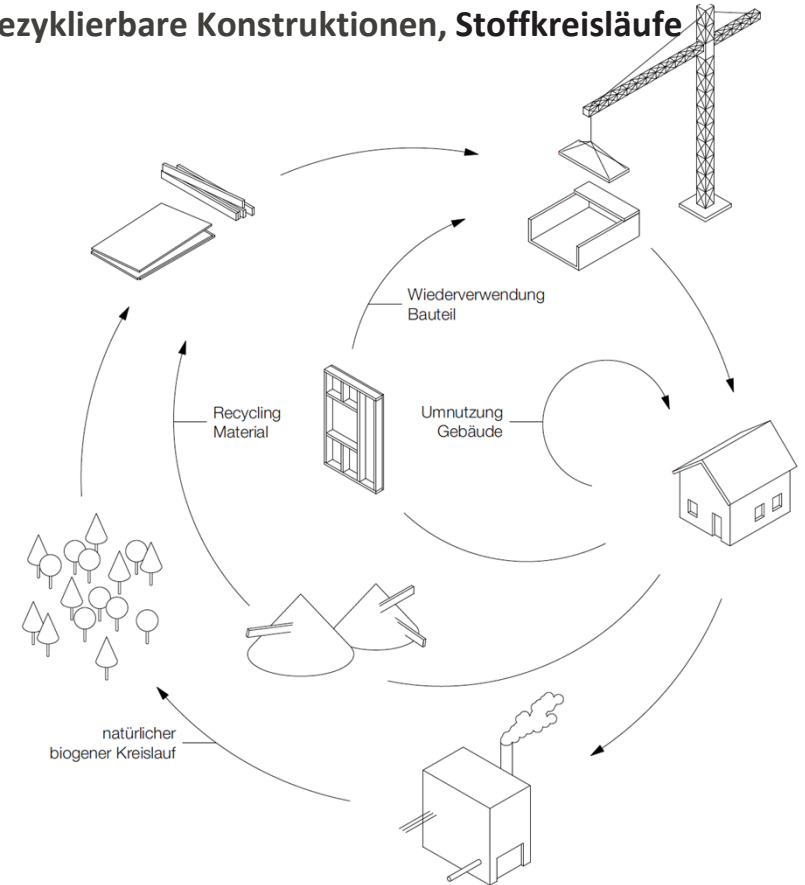 ezyklierbare Konstruktionen, Stoffkreisläufe
Wiederverwendung
Bauteil
Recycling
Material
Umnutzung
Gebäude
natürlicher
biogener Kreislauf